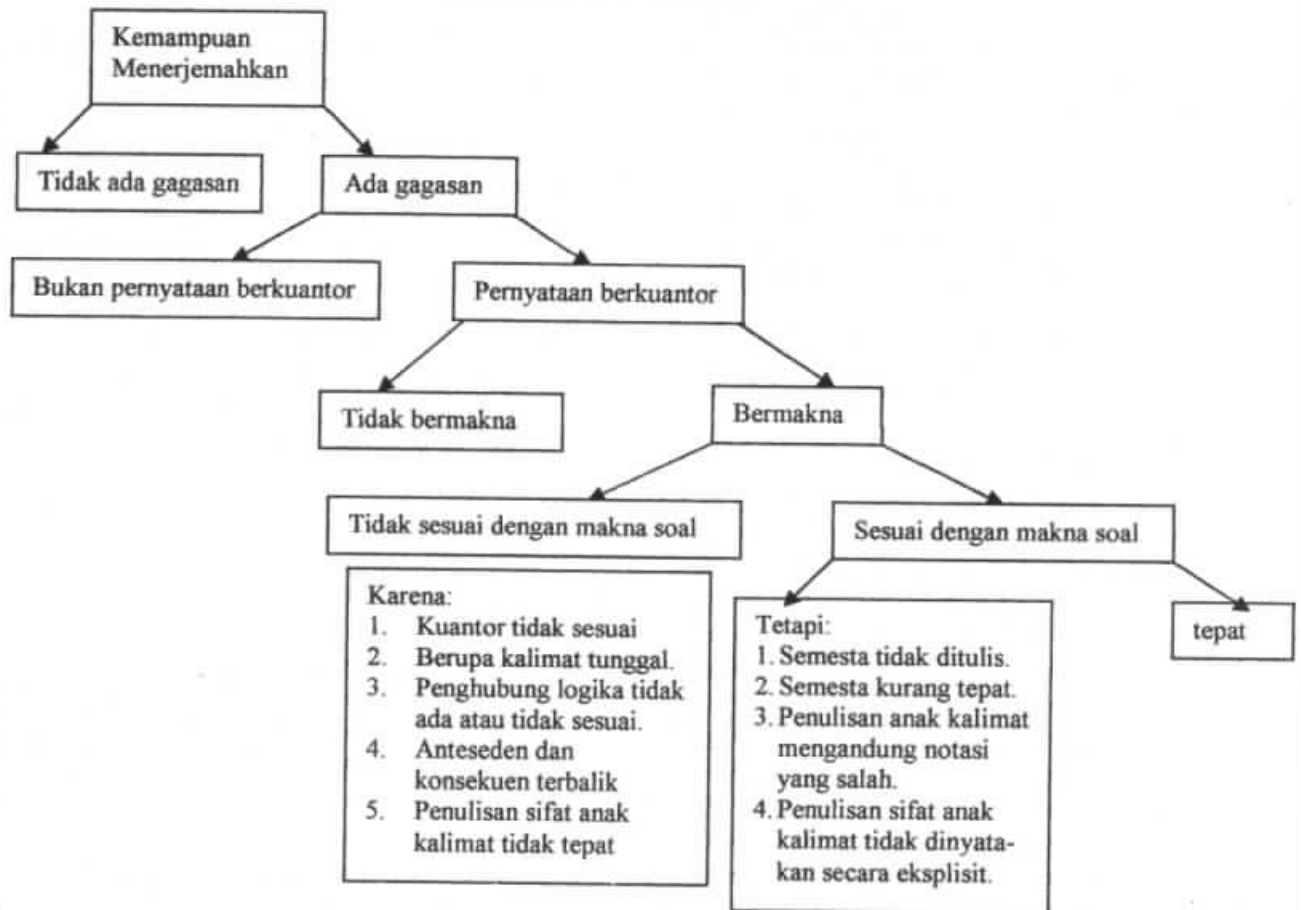 Kemampuan
Menerjemahkan
Tidak ada gagasan
Ada gagasan
Bukan pernyataan berkuantor
Pernyataan berkuantor
Tidak bermakna
Bermakna
Tidak sesuai dengan makna soal
Sesuai dengan makna soal
Karena:
1. Kuantor tidak sesuai
2. Berupa kalimat tunggal.
3. Penghubung logika tidak
ada atau tidak sesuai.
4. Anteseden dan
konsekuen terbalik
5. Penulisan sifat anak
kalimat tidak tepat
Tetapi:
1. Semesta tidak ditulis.
2. Semesta kurang tepat.
3. Penulisan anak kalimat
mengandung notasi
yang salah.
4. Penulisan sifat anak
kalimat tidak dinyata-
kan secara eksplisit.
tepat